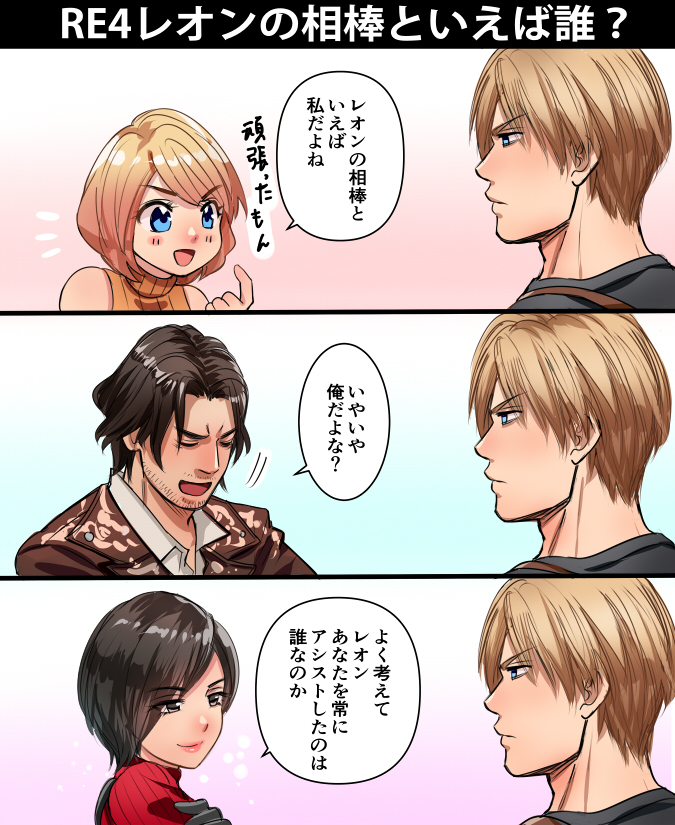 RE4レオンの相棒といえば誰？
レオンの相棒と
いえば
私だよね
頑張ったもん
いやいや
俺だよな？
よく考えて
レオン
あなたを常に
アシストしたのは
誰なのか